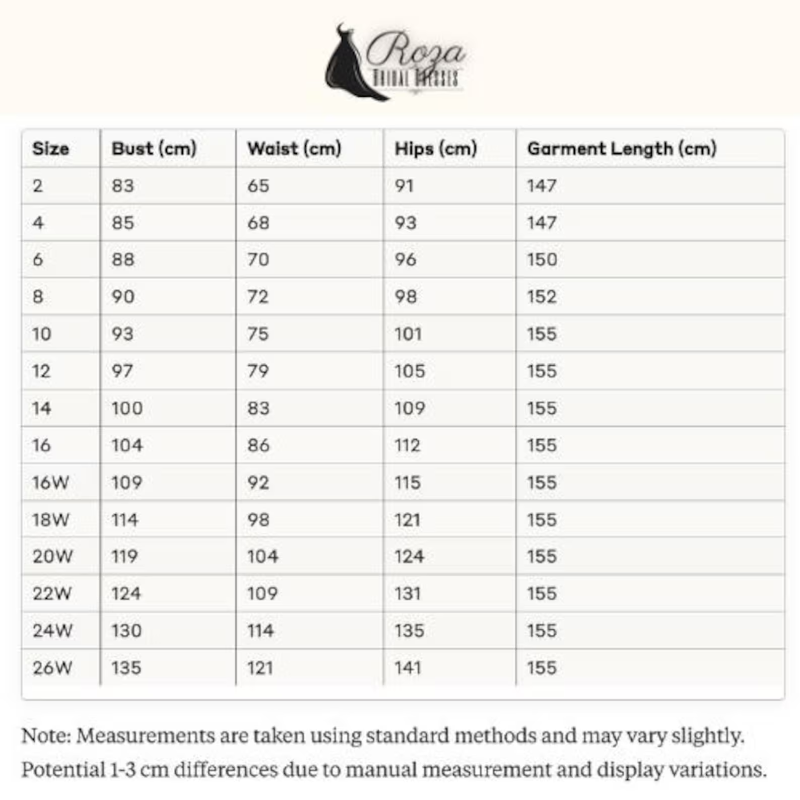 Roza
BRIDAL DRESSES
Size Bust (cm) Waist (cm) Hips (cm) Garment Length (cm)
2 83 65 91 147
4 85 68 93 147
6 88 70 96 150
8 90 72 98 152
10 93 75 101 155
12 97 79 105 155
14 100 83 109 155
16 104 86 112 155
16W 109 92 115 155
18W 114 98 121 155
20W 119 104 124 155
22W 124 109 131 155
24W 130 114 135 155
26W 135 121 141 155
Note: Measurements are taken using standard methods and may vary slightly.
Potential 1-3 cm differences due to manual measurement and display variations.